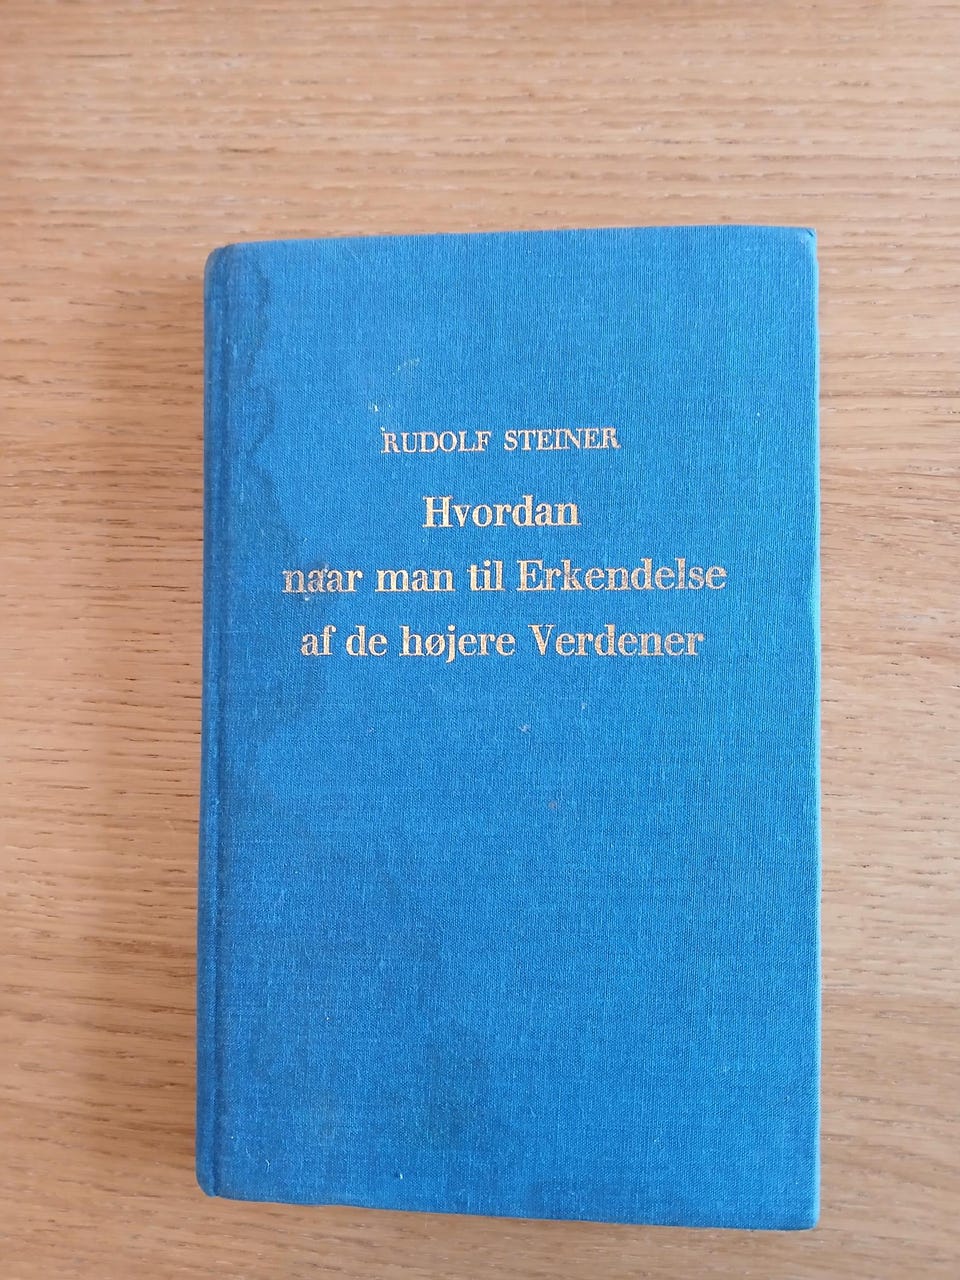 RUDOLF STEINER
Hvordan
naar man til Erkendelse
af de højere Verdener